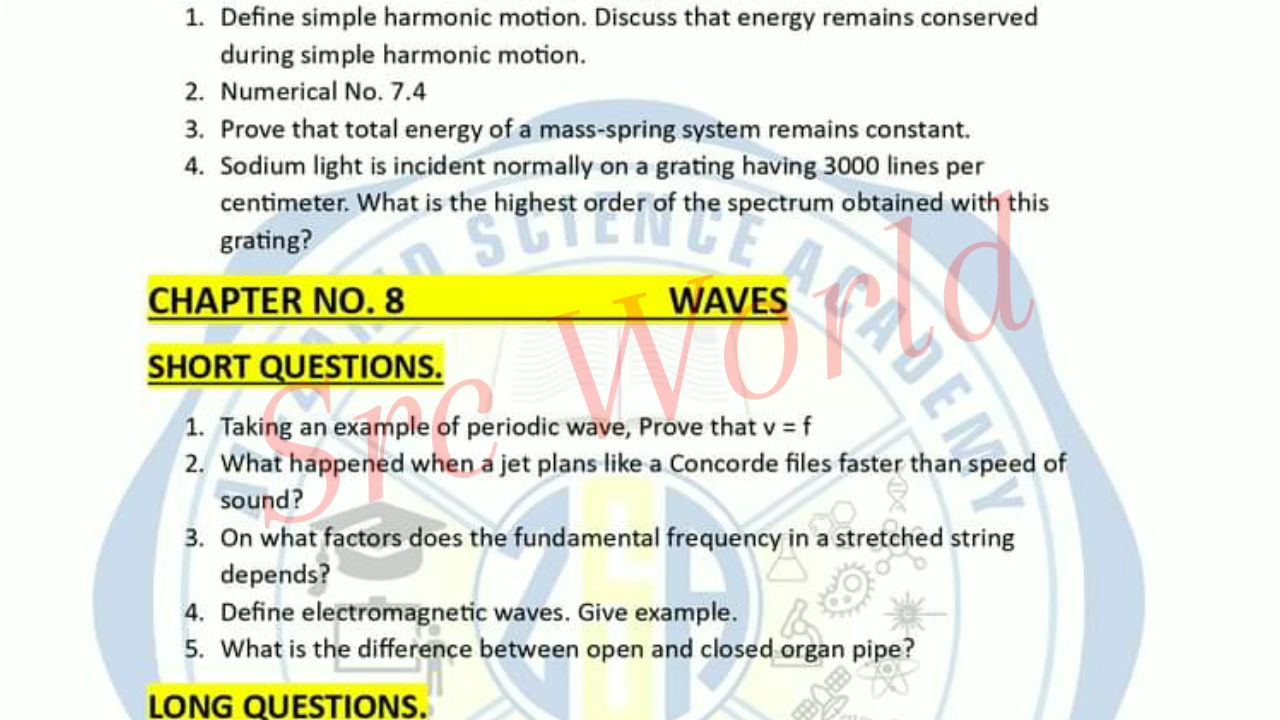 1. Define simple harmonic motion. Discuss that energy remains conserved
during simple harmonic motion.
2. Numerical No. 7.4
3. Prove that total energy of a mass-spring system remains constant.
4. Sodium light is incident normally on a grating having 3000 lines per
centimeter. What is the highest order of the spectrum obtained with this
grating?
CHAPTER NO. 8 WAVES
SHORT QUESTIONS.
1. Taking an example of periodic wave, Prove that v = f
2. What happened when a jet plans like a Concorde files faster than speed of
sound?
3. On what factors does the fundamental frequency in a stretched string
depends?
4. Define electromagnetic waves. Give example.
5. What is the difference between open and closed organ pipe?
LONG QUESTIONS.
Src World
SCIENCE ACADEMY